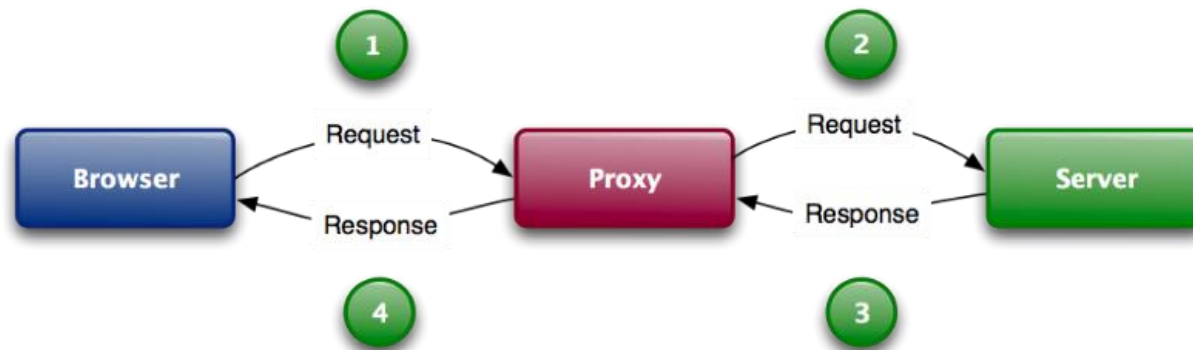 1
2
Request
Request
Browser
Proxy
Server
Response
Response
4
3